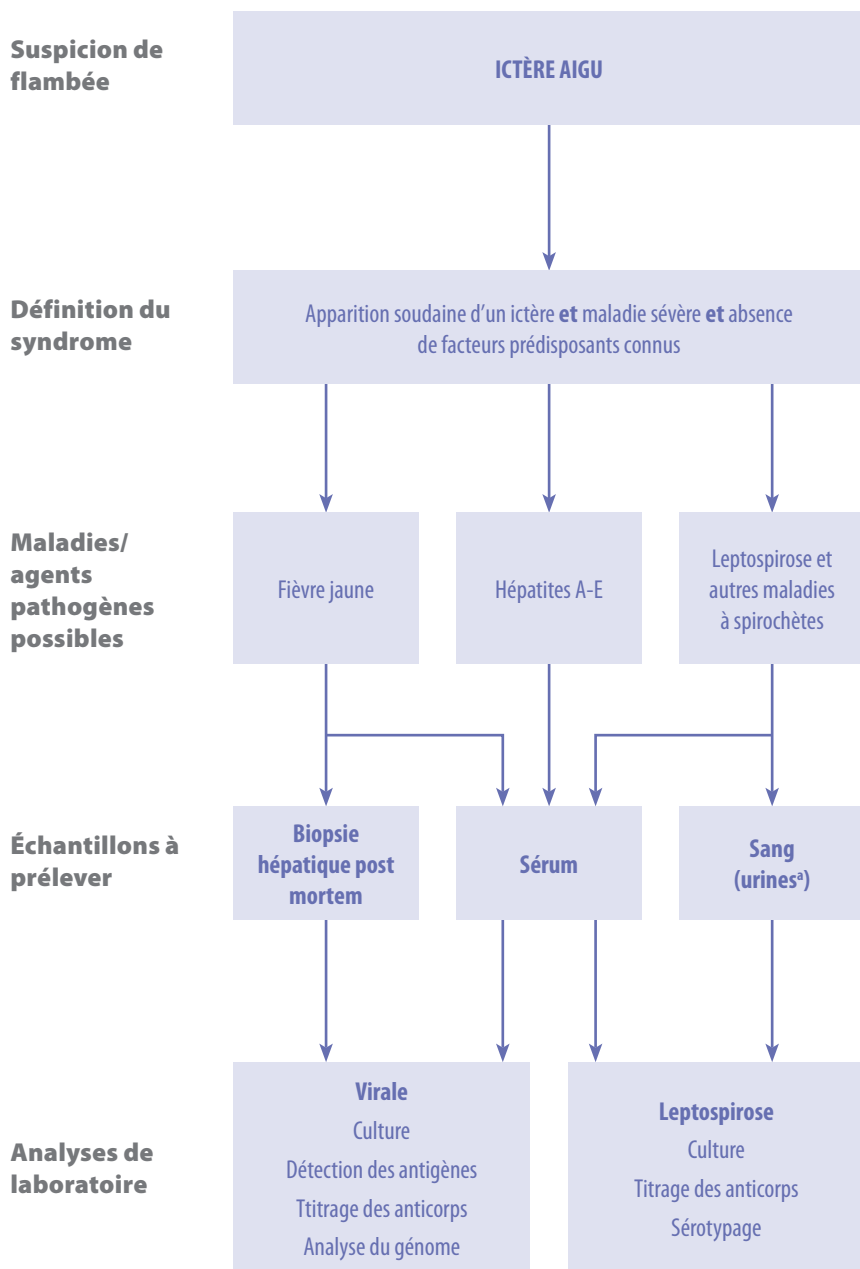 Suspicion de
flambée
ICTÈRE AIGU
Définition du
syndrome
Apparition soudaine d’un ictère et maladie sévère et absence
de facteurs prédisposants connus
Maladies/
agents
pathogènes
possibles
Fièvre jaune
Hépatites A-E
Leptospirose et
autres maladies
à spirochètes
Échantillons à
prélever
Biopsie
hépatique post
mortem
Sérum
Sang
(urinesᵃ)
Analyses de
laboratoire
Virale
Culture
Détection des antigènes
Ttitrage des anticorps
Analyse du génome
Leptospirose
Culture
Titrage des anticorps
Sérotypage